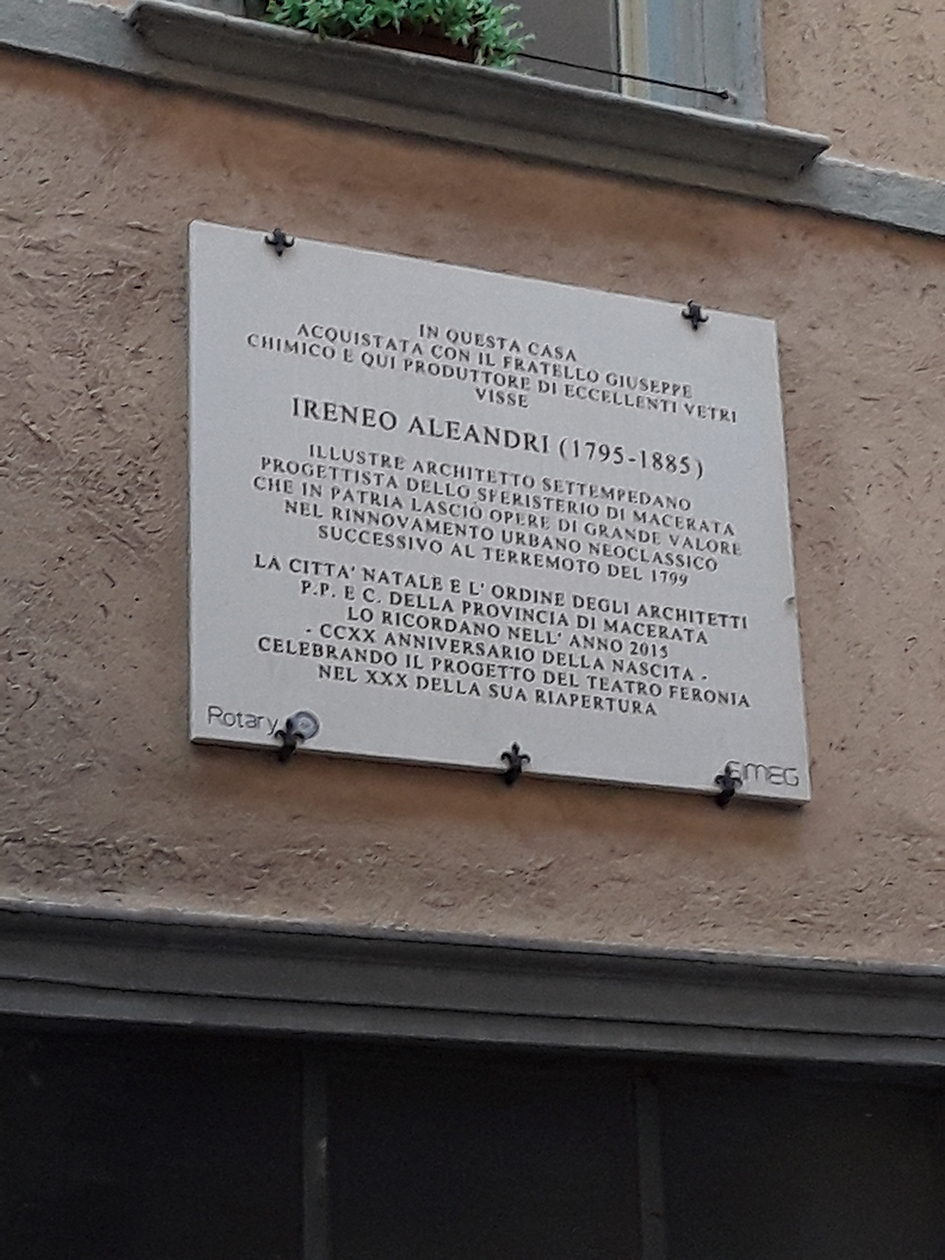 IN QUESTA CASA
ACQUISTATA CON IL FRATELLO GIUSEPPE
CHIMICO E QUI PRODUTTORE DI ECCELLENTI VETRI
VISSE
IRENEO ALEANDRI (1795-1885)
ILLUSTRE ARCHITETTO SETTEMPEDANO
PROGETTISTA DELLO SFERISTERIO DI MACERATA
CHE IN PATRIA LASCIÒ OPERE DI GRANDE VALORE
NEL RINNOVAMENTO URBANO NEOCLASSICO
SUCCESSIVO AL TERREMOTO DEL 1799
LA CITTA' NATALE E L' ORDINE DEGLI ARCHITETTI
P.P. E C. DELLA PROVINCIA DI MACERATA
LO RICORDANO NELL' ANNO 2015
- CCXX ANNIVERSARIO DELLA NASCITA -
CELEBRANDO IL PROGETTO DEL TEATRO FERONIA
NEL XXX DELLA SUA RIAPERTURA
Rotary